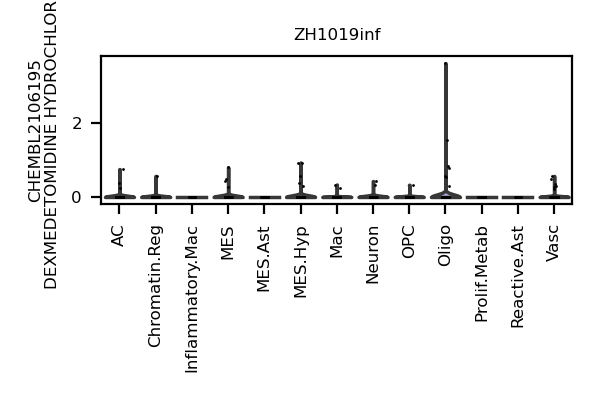 ZH1019inf
CHEMBL2106195
DEXMEDETOMIDINE HYDROCHLOR
2
0
AC
Chromatin.Reg
Inflammatory.Mac
MES
MES.Ast
MES.Hyp
Mac
Neuron
OPC
Oligo
Prolif.Metab
Reactive.Ast
Vasc